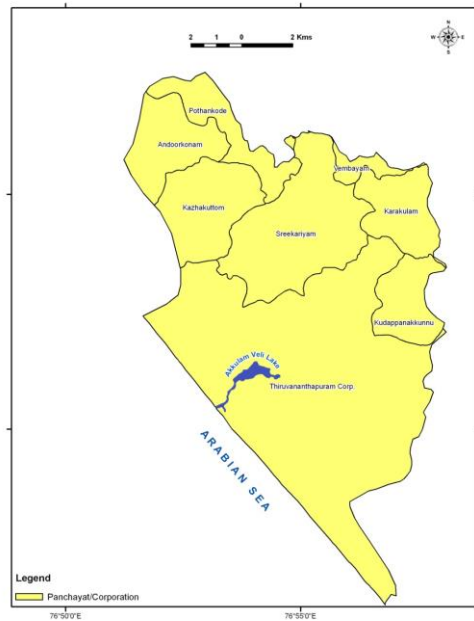 2 1 0 2 Kms
N
W E
S
Pothankode
Andoorkonam
Vembayam
Kazhakuttom
Karakulam
Sreekariyam
Kudappanakkunnu
Akkulam Veli Lake
Thiruvananthapuram Corp.
ARABIAN SEA
Legend
Panchayat/Corporation
76°50'0"E 76°55'0"E